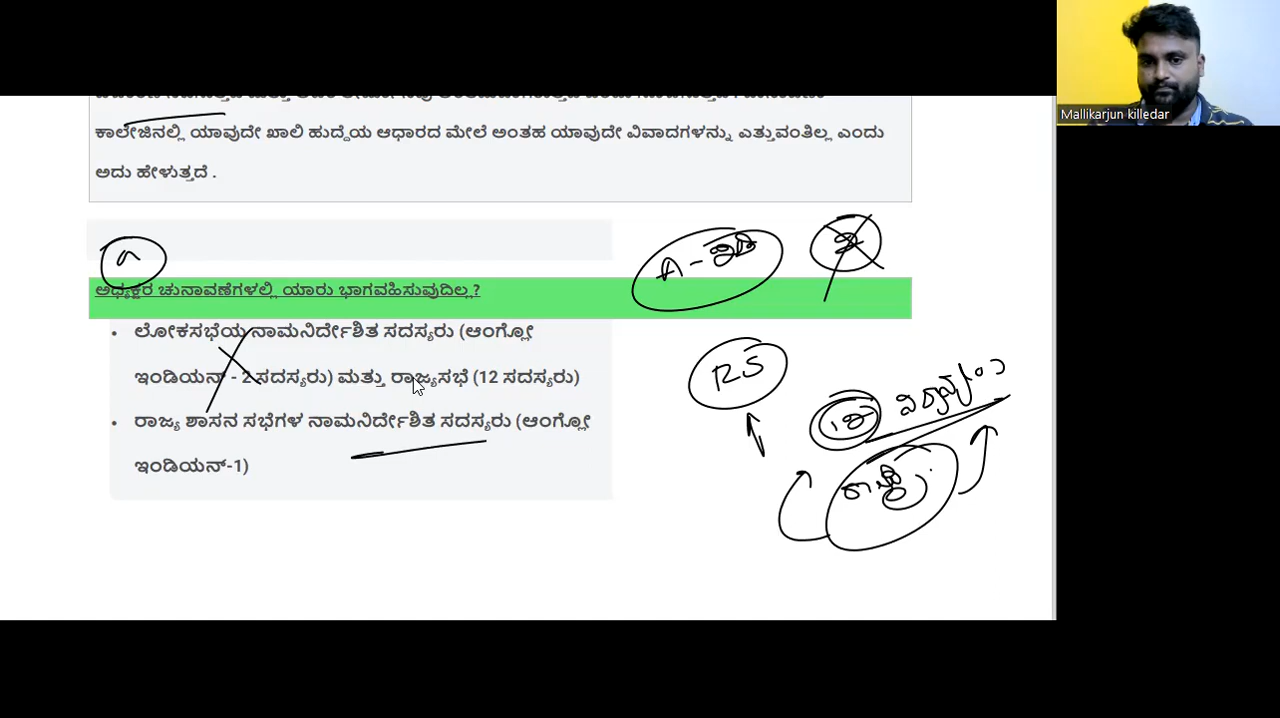 Mallikarjun killedar
ಕಾಲೇಜಿನಲ್ಲಿ ಯಾವುದೇ ಖಾಲಿ ಹುದ್ದೆಯ ಆಧಾರದ ಮೇಲೆ ಅಂತಹ ಯಾವುದೇ ವಿವಾದಗಳನ್ನು ಎತ್ತುವಂತಿಲ್ಲ ಎಂದು
ಅದು ಹೇಳುತ್ತದೆ .
ಅಧ್ಯಕ್ಷರ ಚುನಾವಣೆಗಳಲ್ಲಿ ಯಾರು ಭಾಗವಹಿಸುವುದಿಲ್ಲ?
• ಲೋಕಸಭೆಯ ನಾಮನಿರ್ದೇಶಿತ ಸದಸ್ಯರು (ಆಂಗ್ಲೋ
ಇಂಡಿಯನ್ - 2 ಸದಸ್ಯರು) ಮತ್ತು ರಾಜ್ಯಸಭೆ (12 ಸದಸ್ಯರು)
• ರಾಜ್ಯ ಶಾಸನ ಸಭೆಗಳ ನಾಮನಿರ್ದೇಶಿತ ಸದಸ್ಯರು (ಆಂಗ್ಲೋ
ಇಂಡಿಯನ್-1)
RS